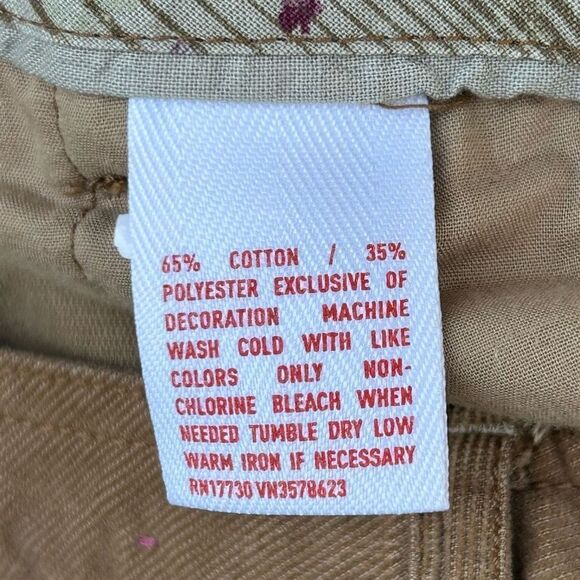 65% COTTON / 35%
POLYESTER EXCLUSIVE OF
DECORATION MACHINE
WASH COLD WITH LIKE
COLORS ONLY NON-
CHLORINE BLEACH WHEN
NEEDED TUMBLE DRY LOW
WARM IRON IF NECESSARY
RN17730 VN3578623